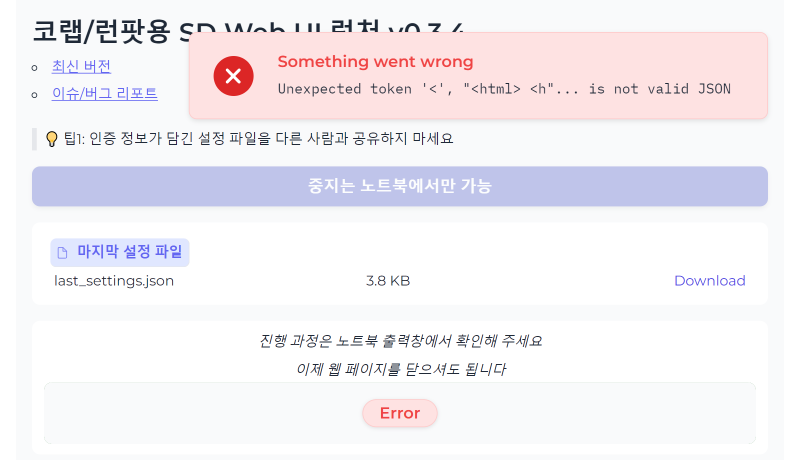 코랩/런팟용 SD Web UI 런처 v0.3.4
Something went wrong
Unexpected token '<', "<html> <h"... is not valid JSON
최신 버전
이슈/버그 리포트
💡 팁1: 인증 정보가 담긴 설정 파일을 다른 사람과 공유하지 마세요
중지는 노트북에서만 가능
마지막 설정 파일
last_settings.json 3.8 KB Download
진행 과정은 노트북 출력창에서 확인해 주세요
이제 웹 페이지를 닫으셔도 됩니다
Error